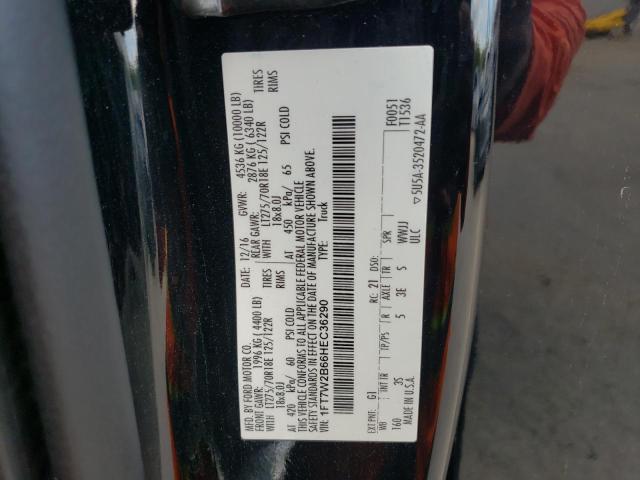 MFD. BY FORD MOTOR CO.
DATE: 12/16 GVWR: 4536 KG (10000 LB)
FRONT GAWR: 1996 KG (4400 LB) REAR GAWR: 2876 KG (6340 LB)
WITH LT275/70R18E 125/122R TIRES WITH LT275/70R18E 125/122R TIRES
18x8.0J RIMS 18x8.0J RIMS
AT 420 kPa/ 60 PSI COLD AT 450 kPa/ 65 PSI COLD
THIS VEHICLE CONFORMS TO ALL APPLICABLE FEDERAL MOTOR VEHICLE
SAFETY STANDARDS IN EFFECT ON THE DATE OF MANUFACTURE SHOWN ABOVE.
VIN: 1FT7W2B66HEC36290 TYPE: Truck
F0051
T1536
EXT PNT: G1 RC: 21 DSO:
WB INT TR TP/PS R AXLE TR SPR
160 35 5 3E S WWJJ
MADE IN U.S.A. ULC
▽5U5A-3520472-AA